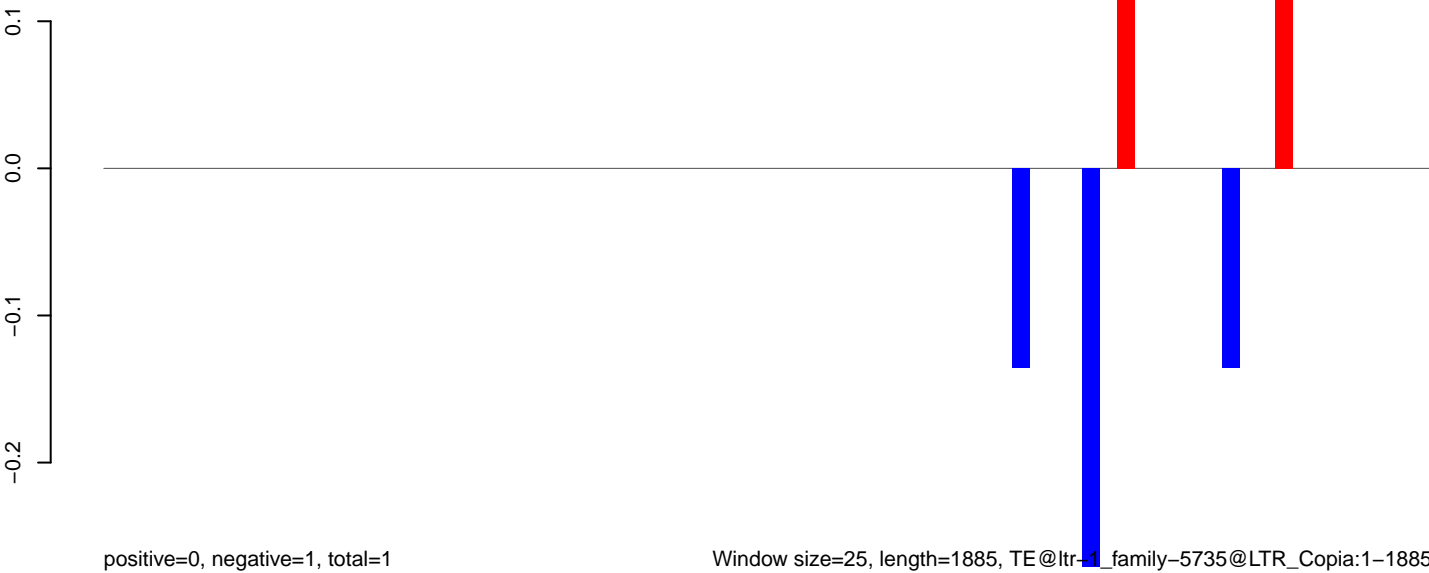 0.1
0.0
−0.1
−0.2
positive=0, negative=1, total=1
Window size=25, length=1885, TE@ltr−1_family−5735@LTR_Copia:1−1885